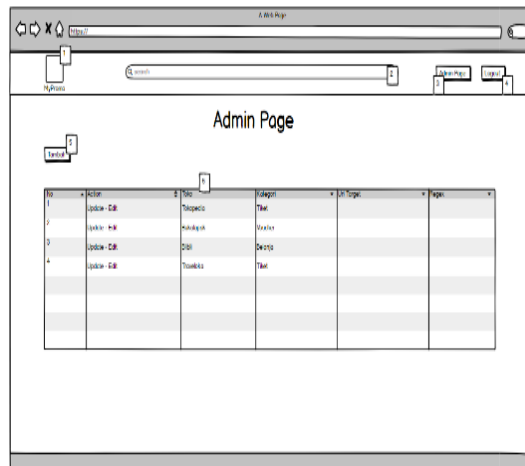 A Web Page
https://
1
search
2
Admin Page
Logout
3
4
MyPromo
Admin Page
5
Tambah
6
No Action Toko Kategori Url Target Regex
1 Update - Edit Tokopedia Tiket
2 Update - Edit Bukalapak Voucher
3 Update - Edit Blibli Belanja
4 Update - Edit Traveloka Tiket